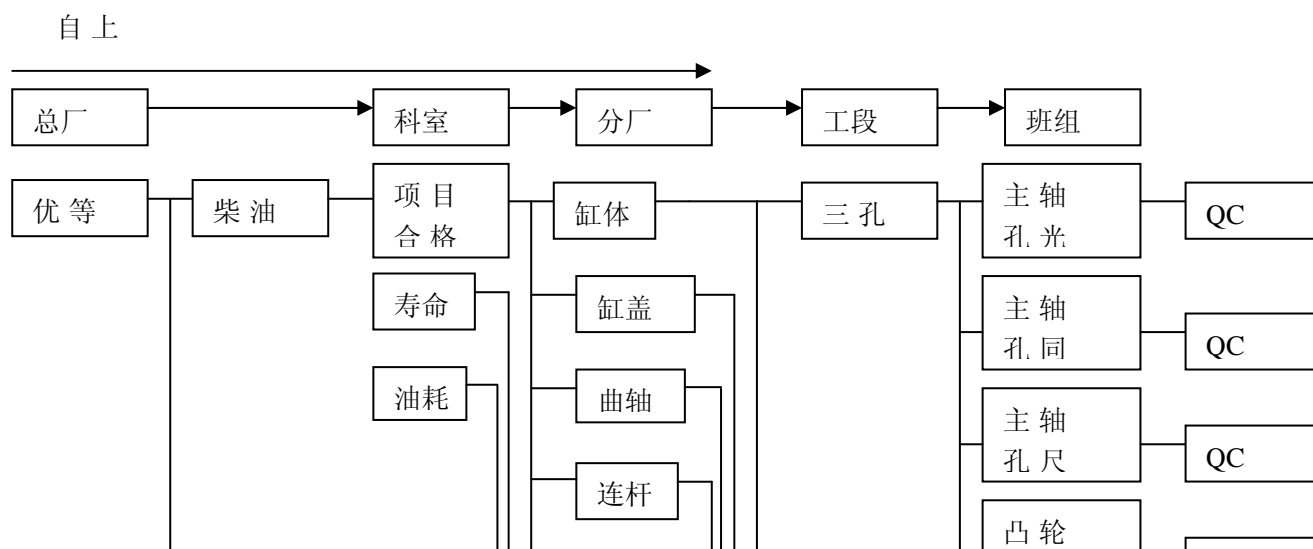 自 上
总厂
科室
分厂
工段
班组
优 等
柴 油
项 目
合 格
缸体
三 孔
主 轴
孔 光
QC
寿命
缸盖
主 轴
孔 同
QC
油耗
曲轴
主 轴
孔 尺
QC
连杆
凸 轮